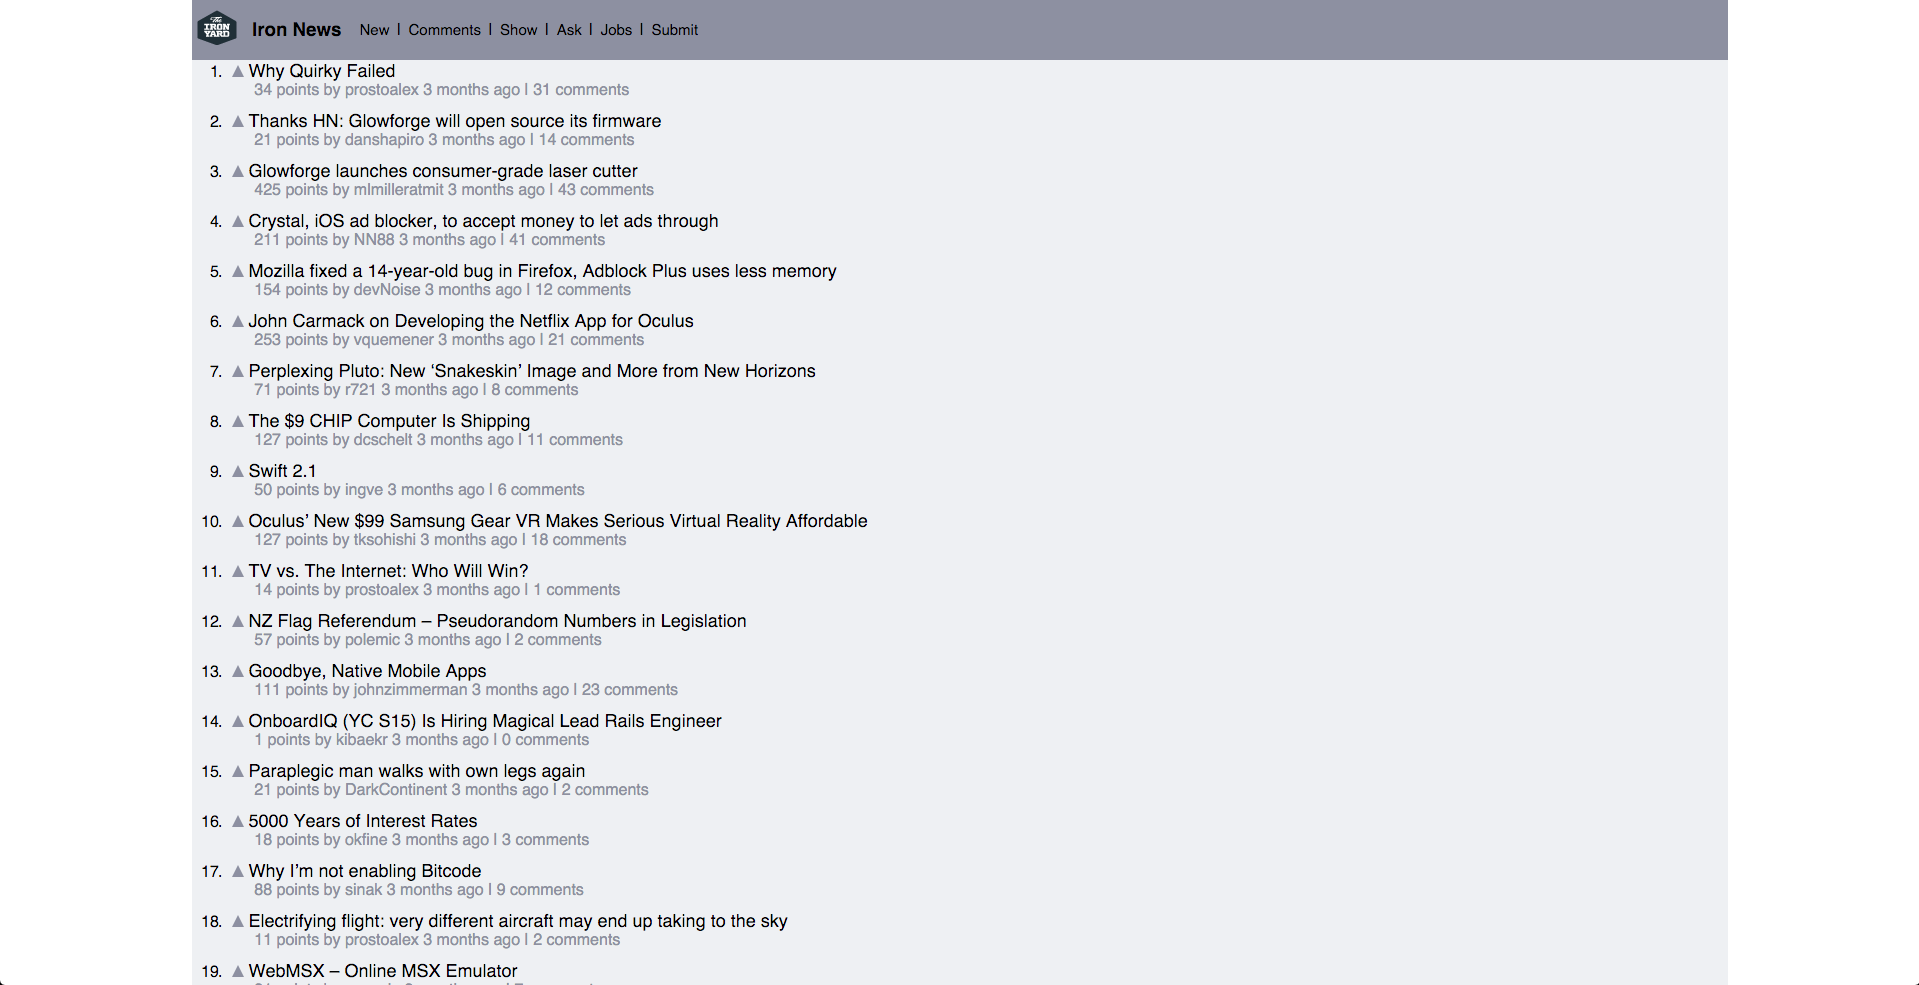 The
IRON
YARD
Iron News New | Comments | Show | Ask | Jobs | Submit
1. ▲ Why Quirky Failed
34 points by prostoalex 3 months ago | 31 comments
2. ▲ Thanks HN: Glowforge will open source its firmware
21 points by danshapiro 3 months ago | 14 comments
3. ▲ Glowforge launches consumer-grade laser cutter
425 points by mlmilleratmit 3 months ago | 43 comments
4. ▲ Crystal, iOS ad blocker, to accept money to let ads through
211 points by NN88 3 months ago | 41 comments
5. ▲ Mozilla fixed a 14-year-old bug in Firefox, Adblock Plus uses less memory
154 points by devNoise 3 months ago | 12 comments
6. ▲ John Carmack on Developing the Netflix App for Oculus
253 points by vquemener 3 months ago | 21 comments
7. ▲ Perplexing Pluto: New ‘Snakeskin’ Image and More from New Horizons
71 points by r721 3 months ago | 8 comments
8. ▲ The $9 CHIP Computer Is Shipping
127 points by dcschelt 3 months ago | 11 comments
9. ▲ Swift 2.1
50 points by ingve 3 months ago | 6 comments
10. ▲ Oculus’ New $99 Samsung Gear VR Makes Serious Virtual Reality Affordable
127 points by tksohishi 3 months ago | 18 comments
11. ▲ TV vs. The Internet: Who Will Win?
14 points by prostoalex 3 months ago | 1 comments
12. ▲ NZ Flag Referendum – Pseudorandom Numbers in Legislation
57 points by polemic 3 months ago | 2 comments
13. ▲ Goodbye, Native Mobile Apps
111 points by johnzimmerman 3 months ago | 23 comments
14. ▲ OnboardIQ (YC S15) Is Hiring Magical Lead Rails Engineer
1 points by kibaekr 3 months ago | 0 comments
15. ▲ Paraplegic man walks with own legs again
21 points by DarkContinent 3 months ago | 2 comments
16. ▲ 5000 Years of Interest Rates
18 points by okfine 3 months ago | 3 comments
17. ▲ Why I’m not enabling Bitcode
88 points by sinak 3 months ago | 9 comments
18. ▲ Electrifying flight: very different aircraft may end up taking to the sky
11 points by prostoalex 3 months ago | 2 comments
19. ▲ WebMSX – Online MSX Emulator